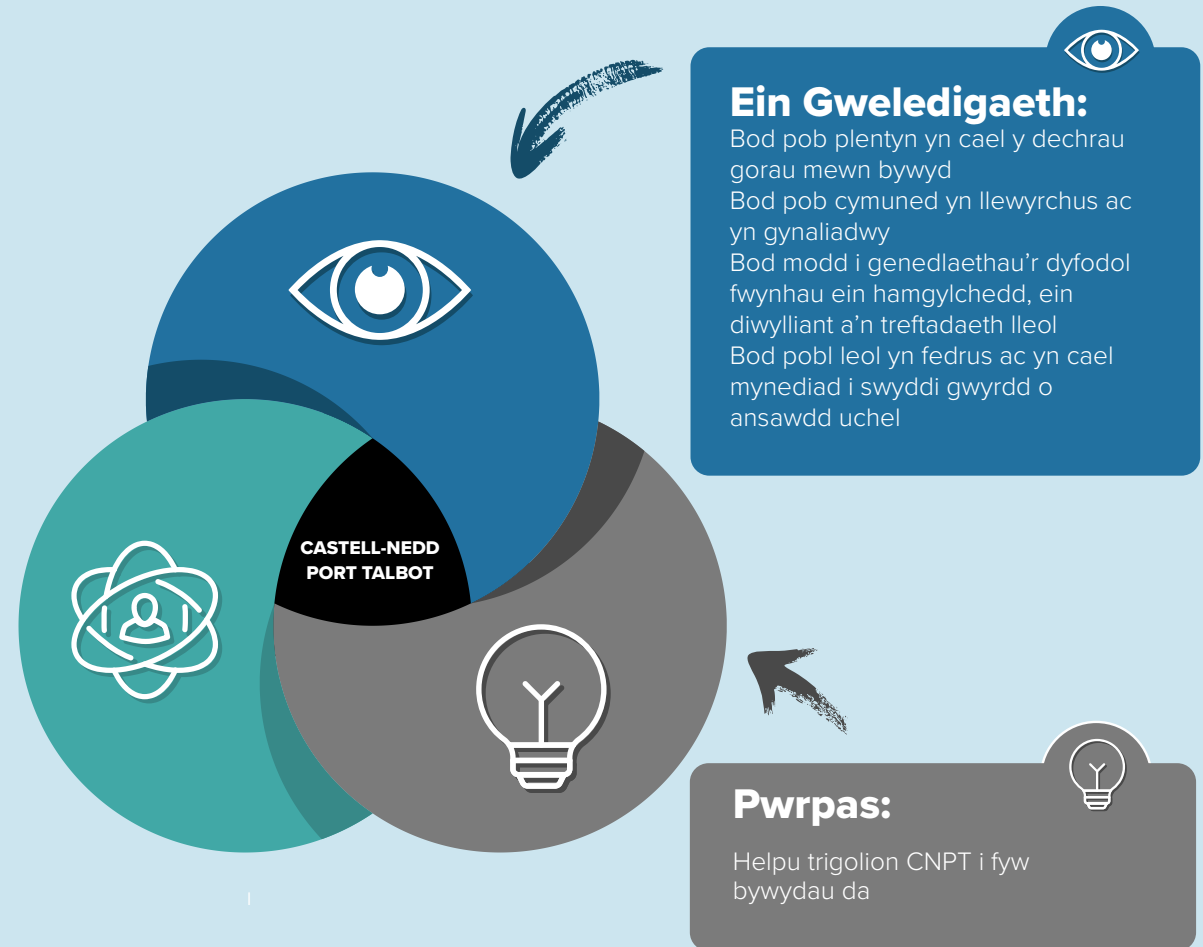 Ein Gweledigaeth:
Bod pob plentyn yn cael y dechrau
gorau mewn bywyd
Bod pob cymuned yn llewyrchus ac
yn gynaliadwy
Bod modd i genedlaethau’r dyfodol
fwynhau ein hamgylchedd, ein
diwylliant a’n treftadaeth lleol
Bod pobl leol yn fedrus ac yn cael
mynediad i swyddi gwyrdd o
ansawdd uchel
CASTELL-NEDD
PORT TALBOT
Pwrpas:
Helpu trigolion CNPT i fyw
bywydau da